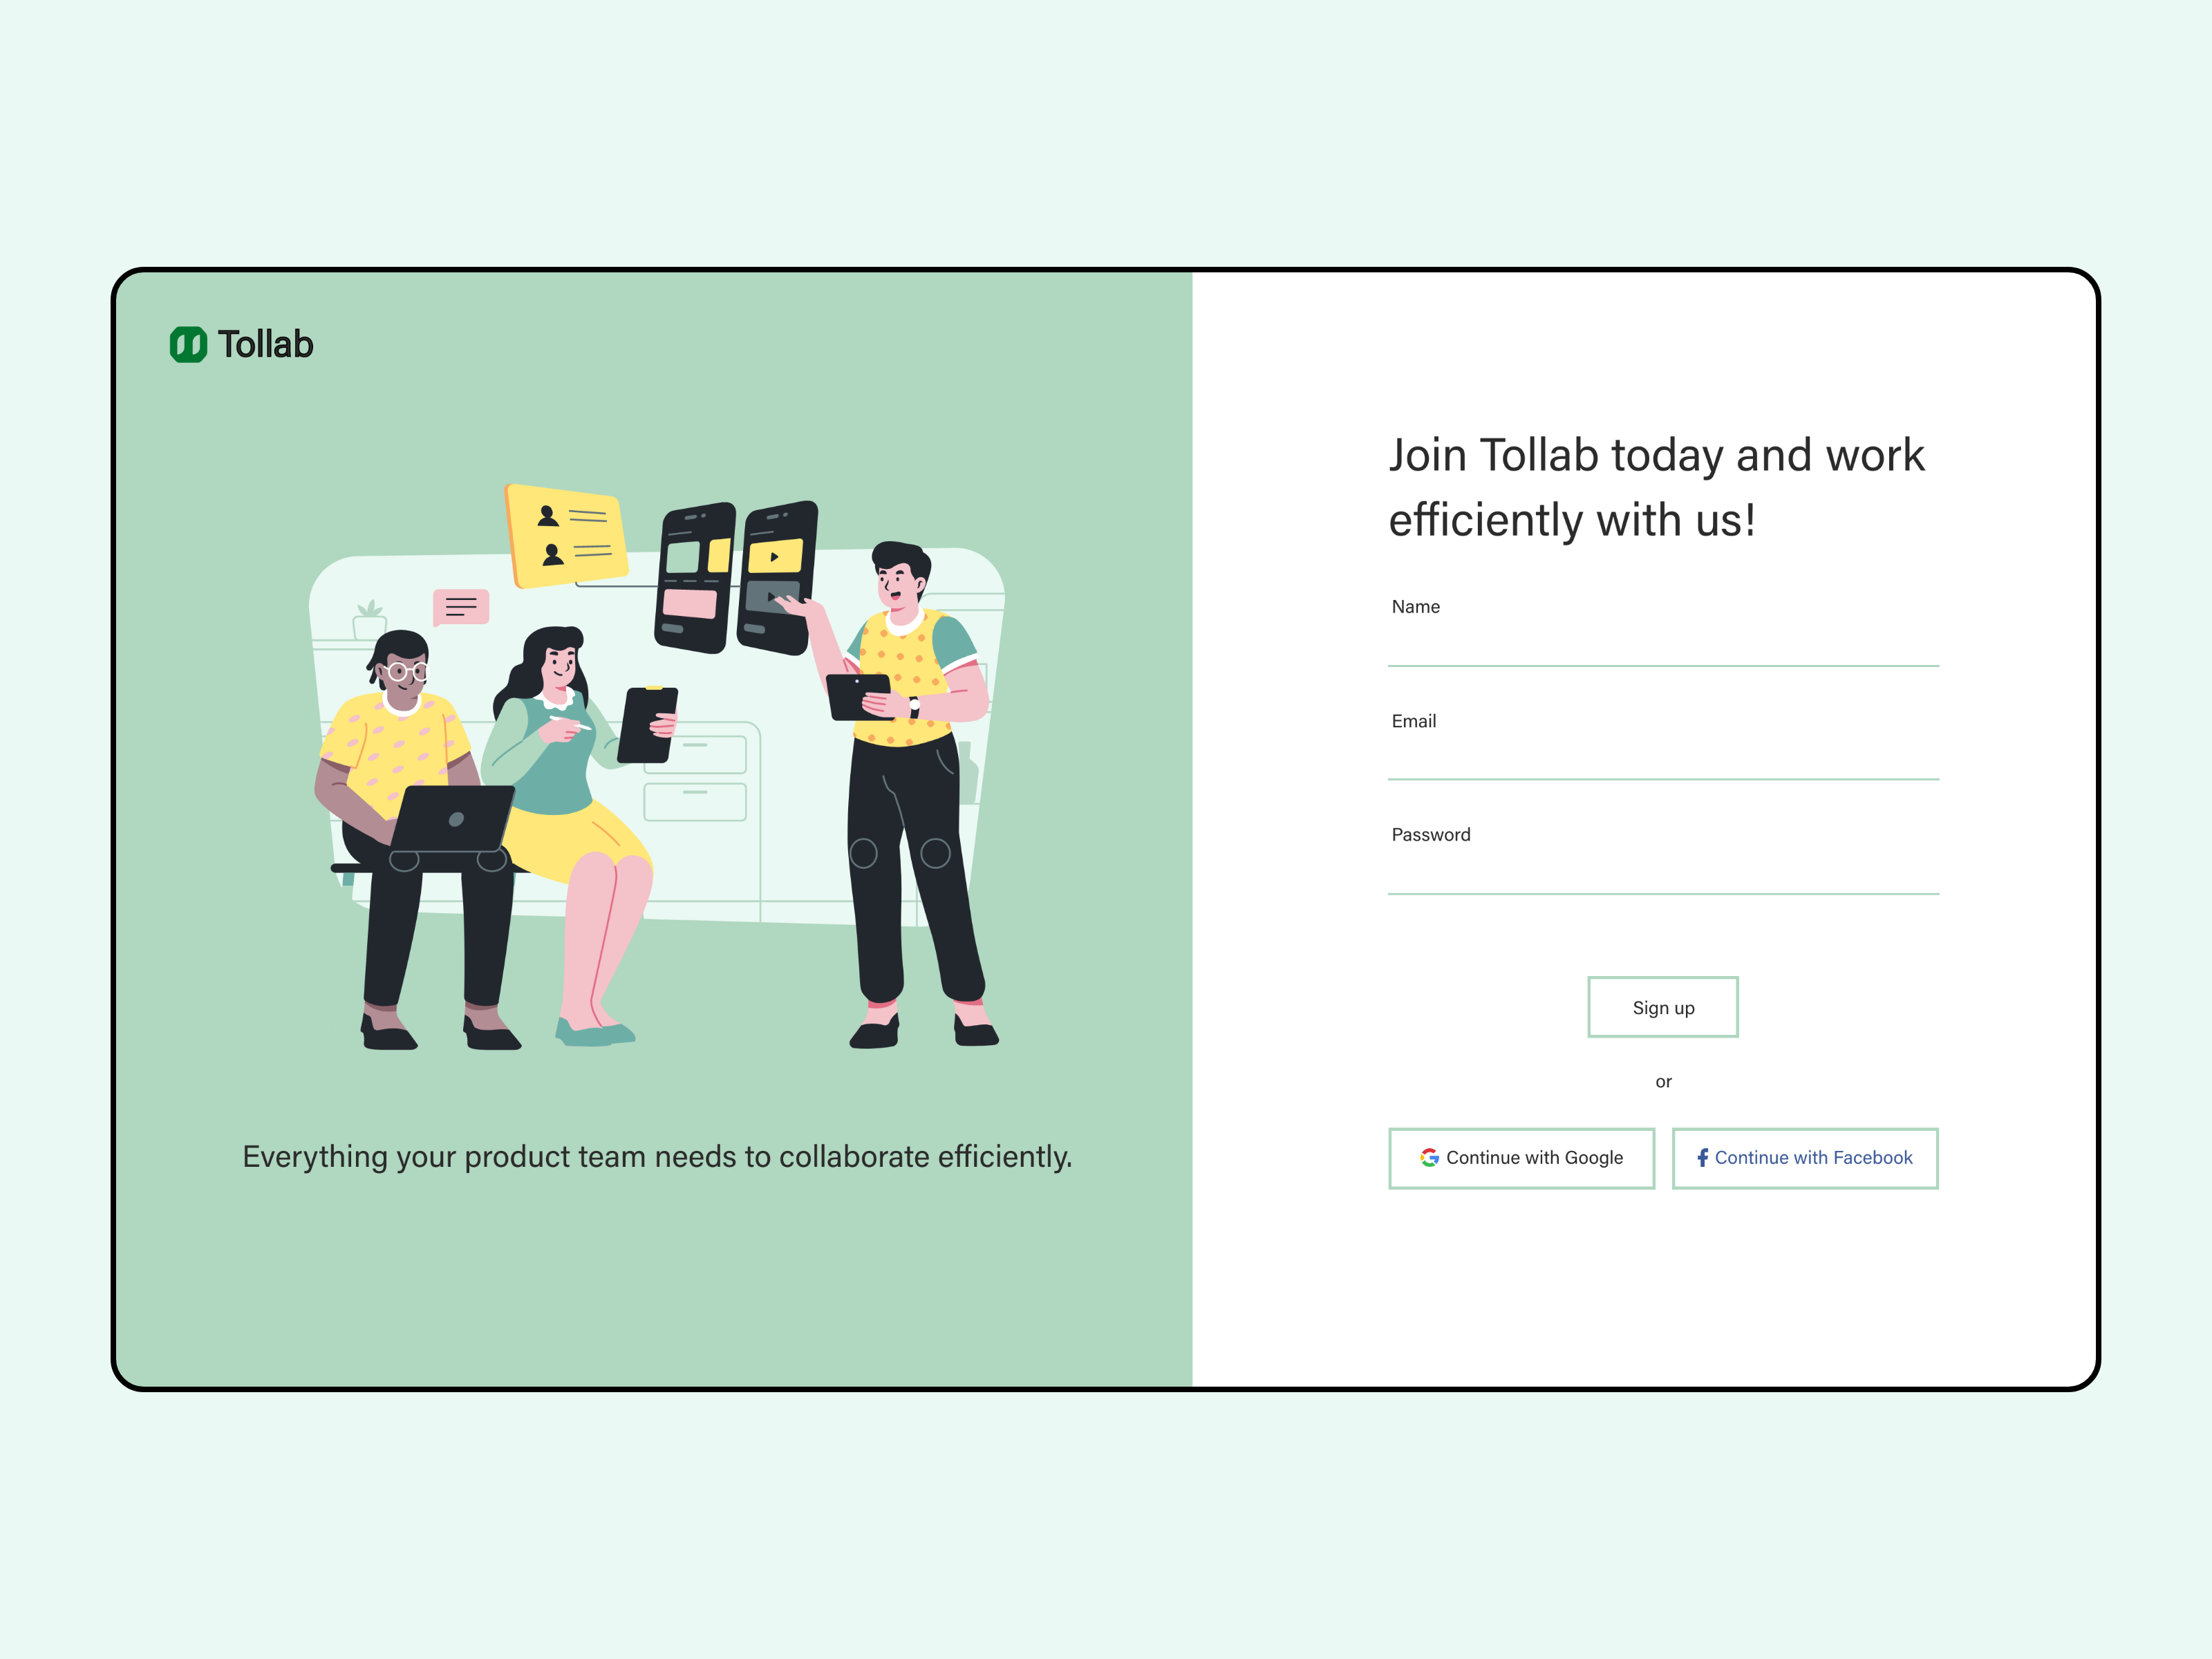 Tollab
Everything your product team needs to collaborate efficiently.
Join Tollab today and work
efficiently with us!
Name
Email
Password
Sign up
or
Continue with Google
Continue with Facebook